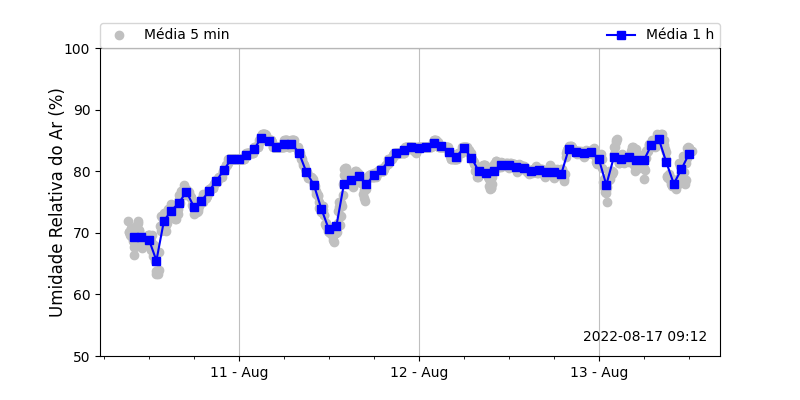 Média 5 min
Média 1 h
100
90
80
70
60
50
Umidade Relativa do Ar (%)
2022-08-17 09:12
11 - Aug
12 - Aug
13 - Aug